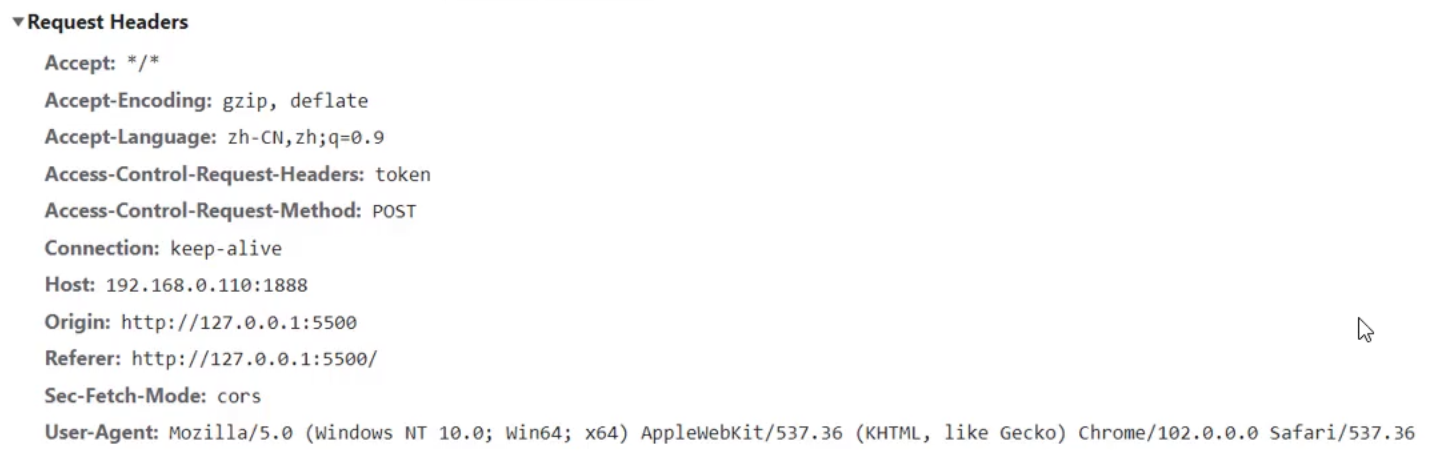 Request Headers
Accept: */*
Accept-Encoding: gzip, deflate
Accept-Language: zh-CN,zh;q=0.9
Access-Control-Request-Headers: token
Access-Control-Request-Method: POST
Connection: keep-alive
Host: 192.168.0.110:1888
Origin: http://127.0.0.1:5500
Referer: http://127.0.0.1:5500/
Sec-Fetch-Mode: cors
User-Agent: Mozilla/5.0 (Windows NT 10.0; Win64; x64) AppleWebKit/537.36 (KHTML, like Gecko) Chrome/102.0.0.0 Safari/537.36